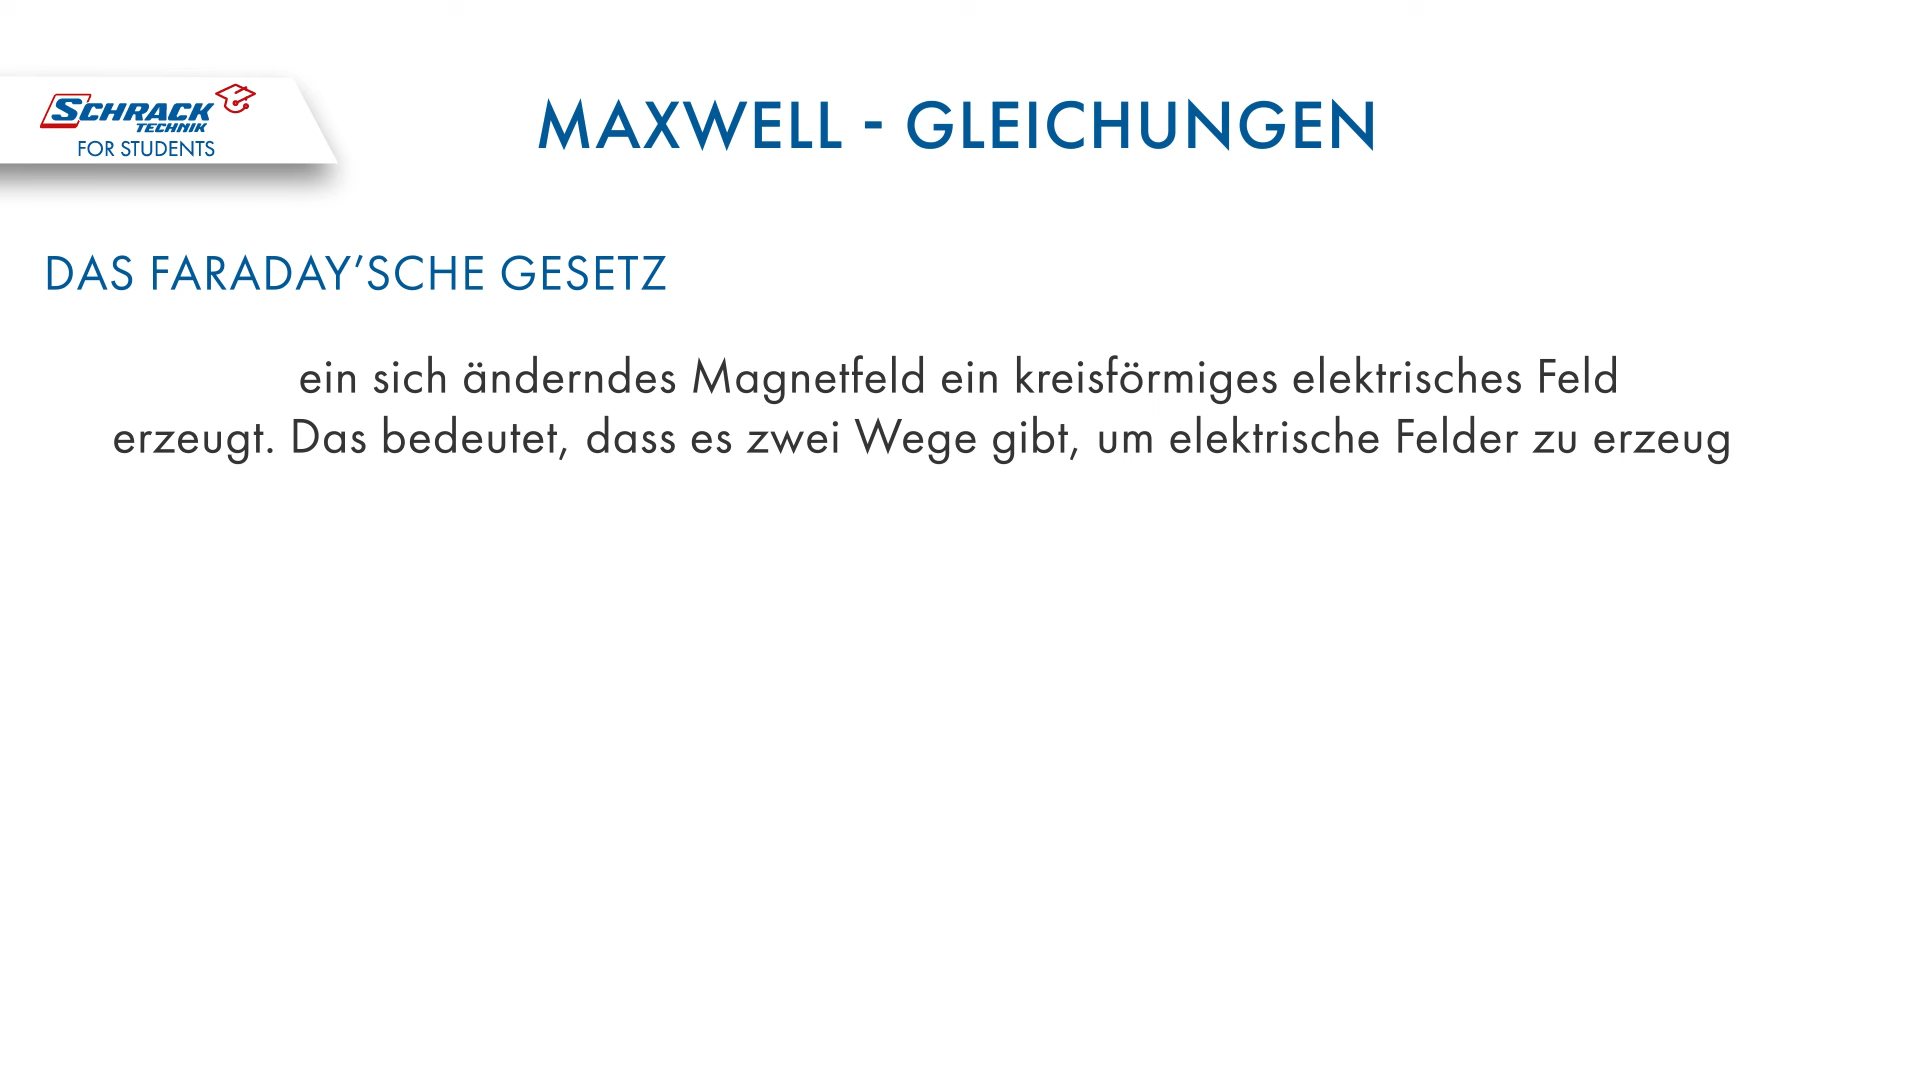 SCHRACK
TECHNIK
FOR STUDENTS
MAXWELL - GLEICHUNGEN
DAS FARADAY’SCHE GESETZ
ein sich änderndes Magnetfeld ein kreisförmiges elektrisches Feld
erzeugt. Das bedeutet, dass es zwei Wege gibt, um elektrische Felder zu erzeug